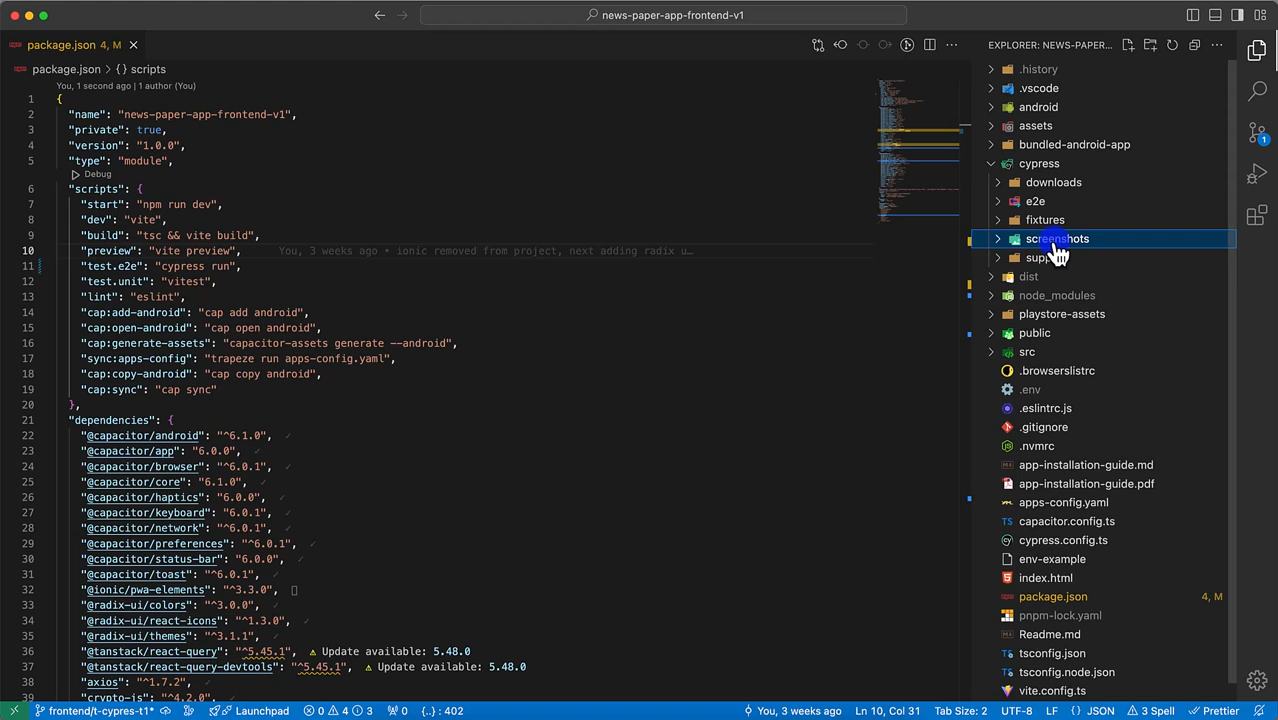 news-paper-app-frontend-v1
package.json 4, M
EXPLORER: NEWS-PAPER...
package.json > {} scripts
You, 1 second ago | 1 author (You)
1 {
2 "name": "news-paper-app-frontend-v1",
3 "private": true,
4 "version": "1.0.0",
5 "type": "module",
Debug
6 "scripts": {
7 "start": "npm run dev",
8 "dev": "vite",
9 "build": "tsc && vite build",
10 "preview": "vite preview", You, 3 weeks ago • ionic removed from project, next adding radix u…
11 "test.e2e": "cypress run",
12 "test.unit": "vitest",
13 "lint": "eslint",
14 "cap:add-android": "cap add android",
15 "cap:open-android": "cap open android",
16 "cap:generate-assets": "capacitor-assets generate --android",
17 "sync:apps-config": "trapeze run apps-config.yaml",
18 "cap:copy-android": "cap copy android",
19 "cap:sync": "cap sync"
20 },
21 "dependencies": {
22 "@capacitor/android": "^6.1.0",
23 "@capacitor/app": "6.0.0",
24 "@capacitor/browser": "^6.0.1",
25 "@capacitor/core": "6.1.0",
26 "@capacitor/haptics": "6.0.0",
27 "@capacitor/keyboard": "6.0.1",
28 "@capacitor/network": "^6.0.1",
29 "@capacitor/preferences": "^6.0.1",
30 "@capacitor/status-bar": "6.0.0",
31 "@capacitor/toast": "^6.0.1",
32 "@ionic/pwa-elements": "^3.3.0",
33 "@radix-ui/colors": "^3.0.0",
34 "@radix-ui/react-icons": "^1.3.0",
35 "@radix-ui/themes": "^3.1.1",
36 "@tanstack/react-query": "^5.45.1", ⚠ Update available: 5.48.0
37 "@tanstack/react-query-devtools": "^5.45.1", ⚠ Update available: 5.48.0
38 "axios": "^1.7.2",
39 "crypto-js": "^4.2.0",
.history
.vscode
android
assets
bundled-android-app
cypress
downloads
e2e
fixtures
screenshots
dist
node_modules
playstore-assets
public
src
.browserslistrc
.env
.eslintrc.js
.gitignore
.nvmrc
app-installation-guide.md
app-installation-guide.pdf
apps-config.yaml
TS capacitor.config.ts
TS cypress.config.ts
env-example
index.html
package.json 4, M
pnpm-lock.yaml
Readme.md
tsconfig.json
tsconfig.node.json
vite.config.ts
1
frontend/t-cypres-t1* Launchpad 0 4 3 0 {..} : 402 You, 3 weeks ago Ln 10, Col 31 Tab Size: 2 UTF-8 LF {} JSON 3 Spell Prettier